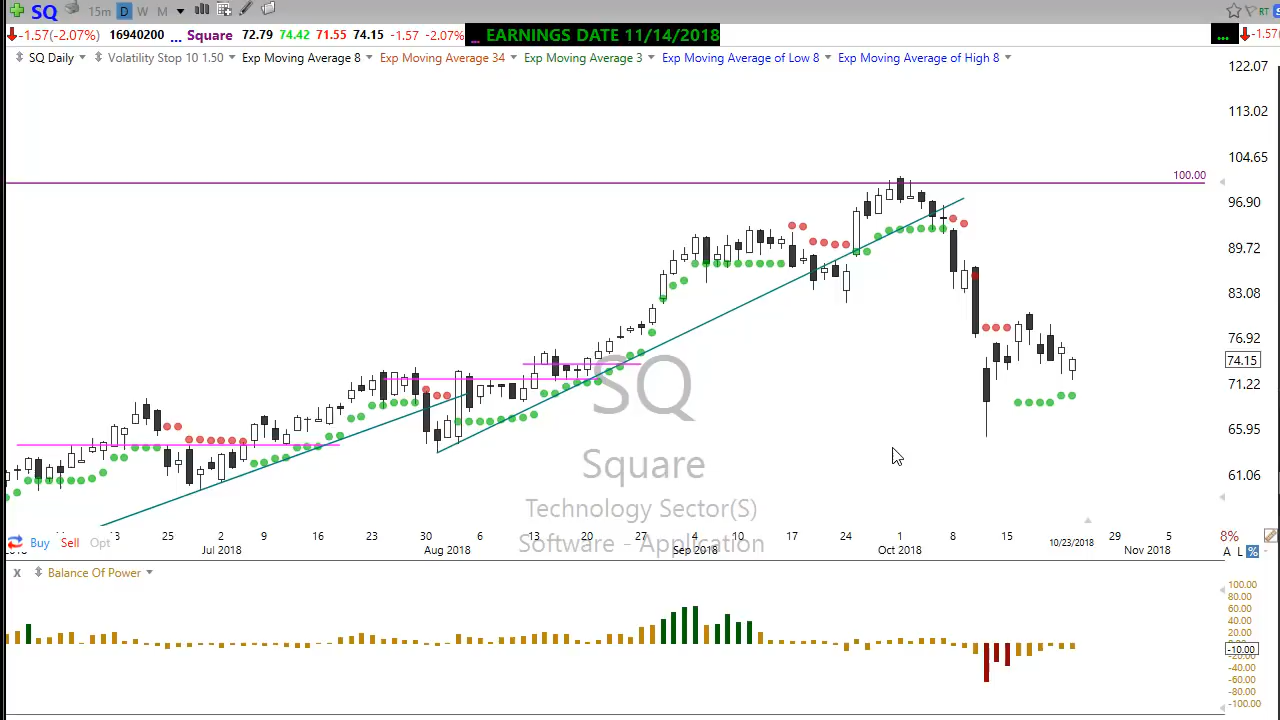 SQ 15m D W M RT
-1.57(-2.07%) 16940200 ... Square 72.79 74.42 71.55 74.15 -1.57 -2.07% ... EARNINGS DATE 11/14/2018 ... -1.57(
SQ Daily Volatility Stop 10 1.50 Exp Moving Average 8 Exp Moving Average 34 Exp Moving Average 3 Exp Moving Average of Low 8 Exp Moving Average of High 8
122.07
113.02
104.65
100.00
96.90
89.72
83.08
76.92
74.15
71.22
65.95
61.06
SQ
Square
Technology Sector(S)
Software - Application
25 2 9 16 23 30 6 13 20 27 4 10 17 24 1 8 15 10/23/2018 29 5
Jul 2018 Aug 2018 Sep 2018 Oct 2018 Nov 2018
Buy Sell Opt
8%
A L %
X Balance Of Power
100.00
80.00
60.00
40.00
20.00
-10.00
-20.00
-40.00
-60.00
-80.00
-100.00